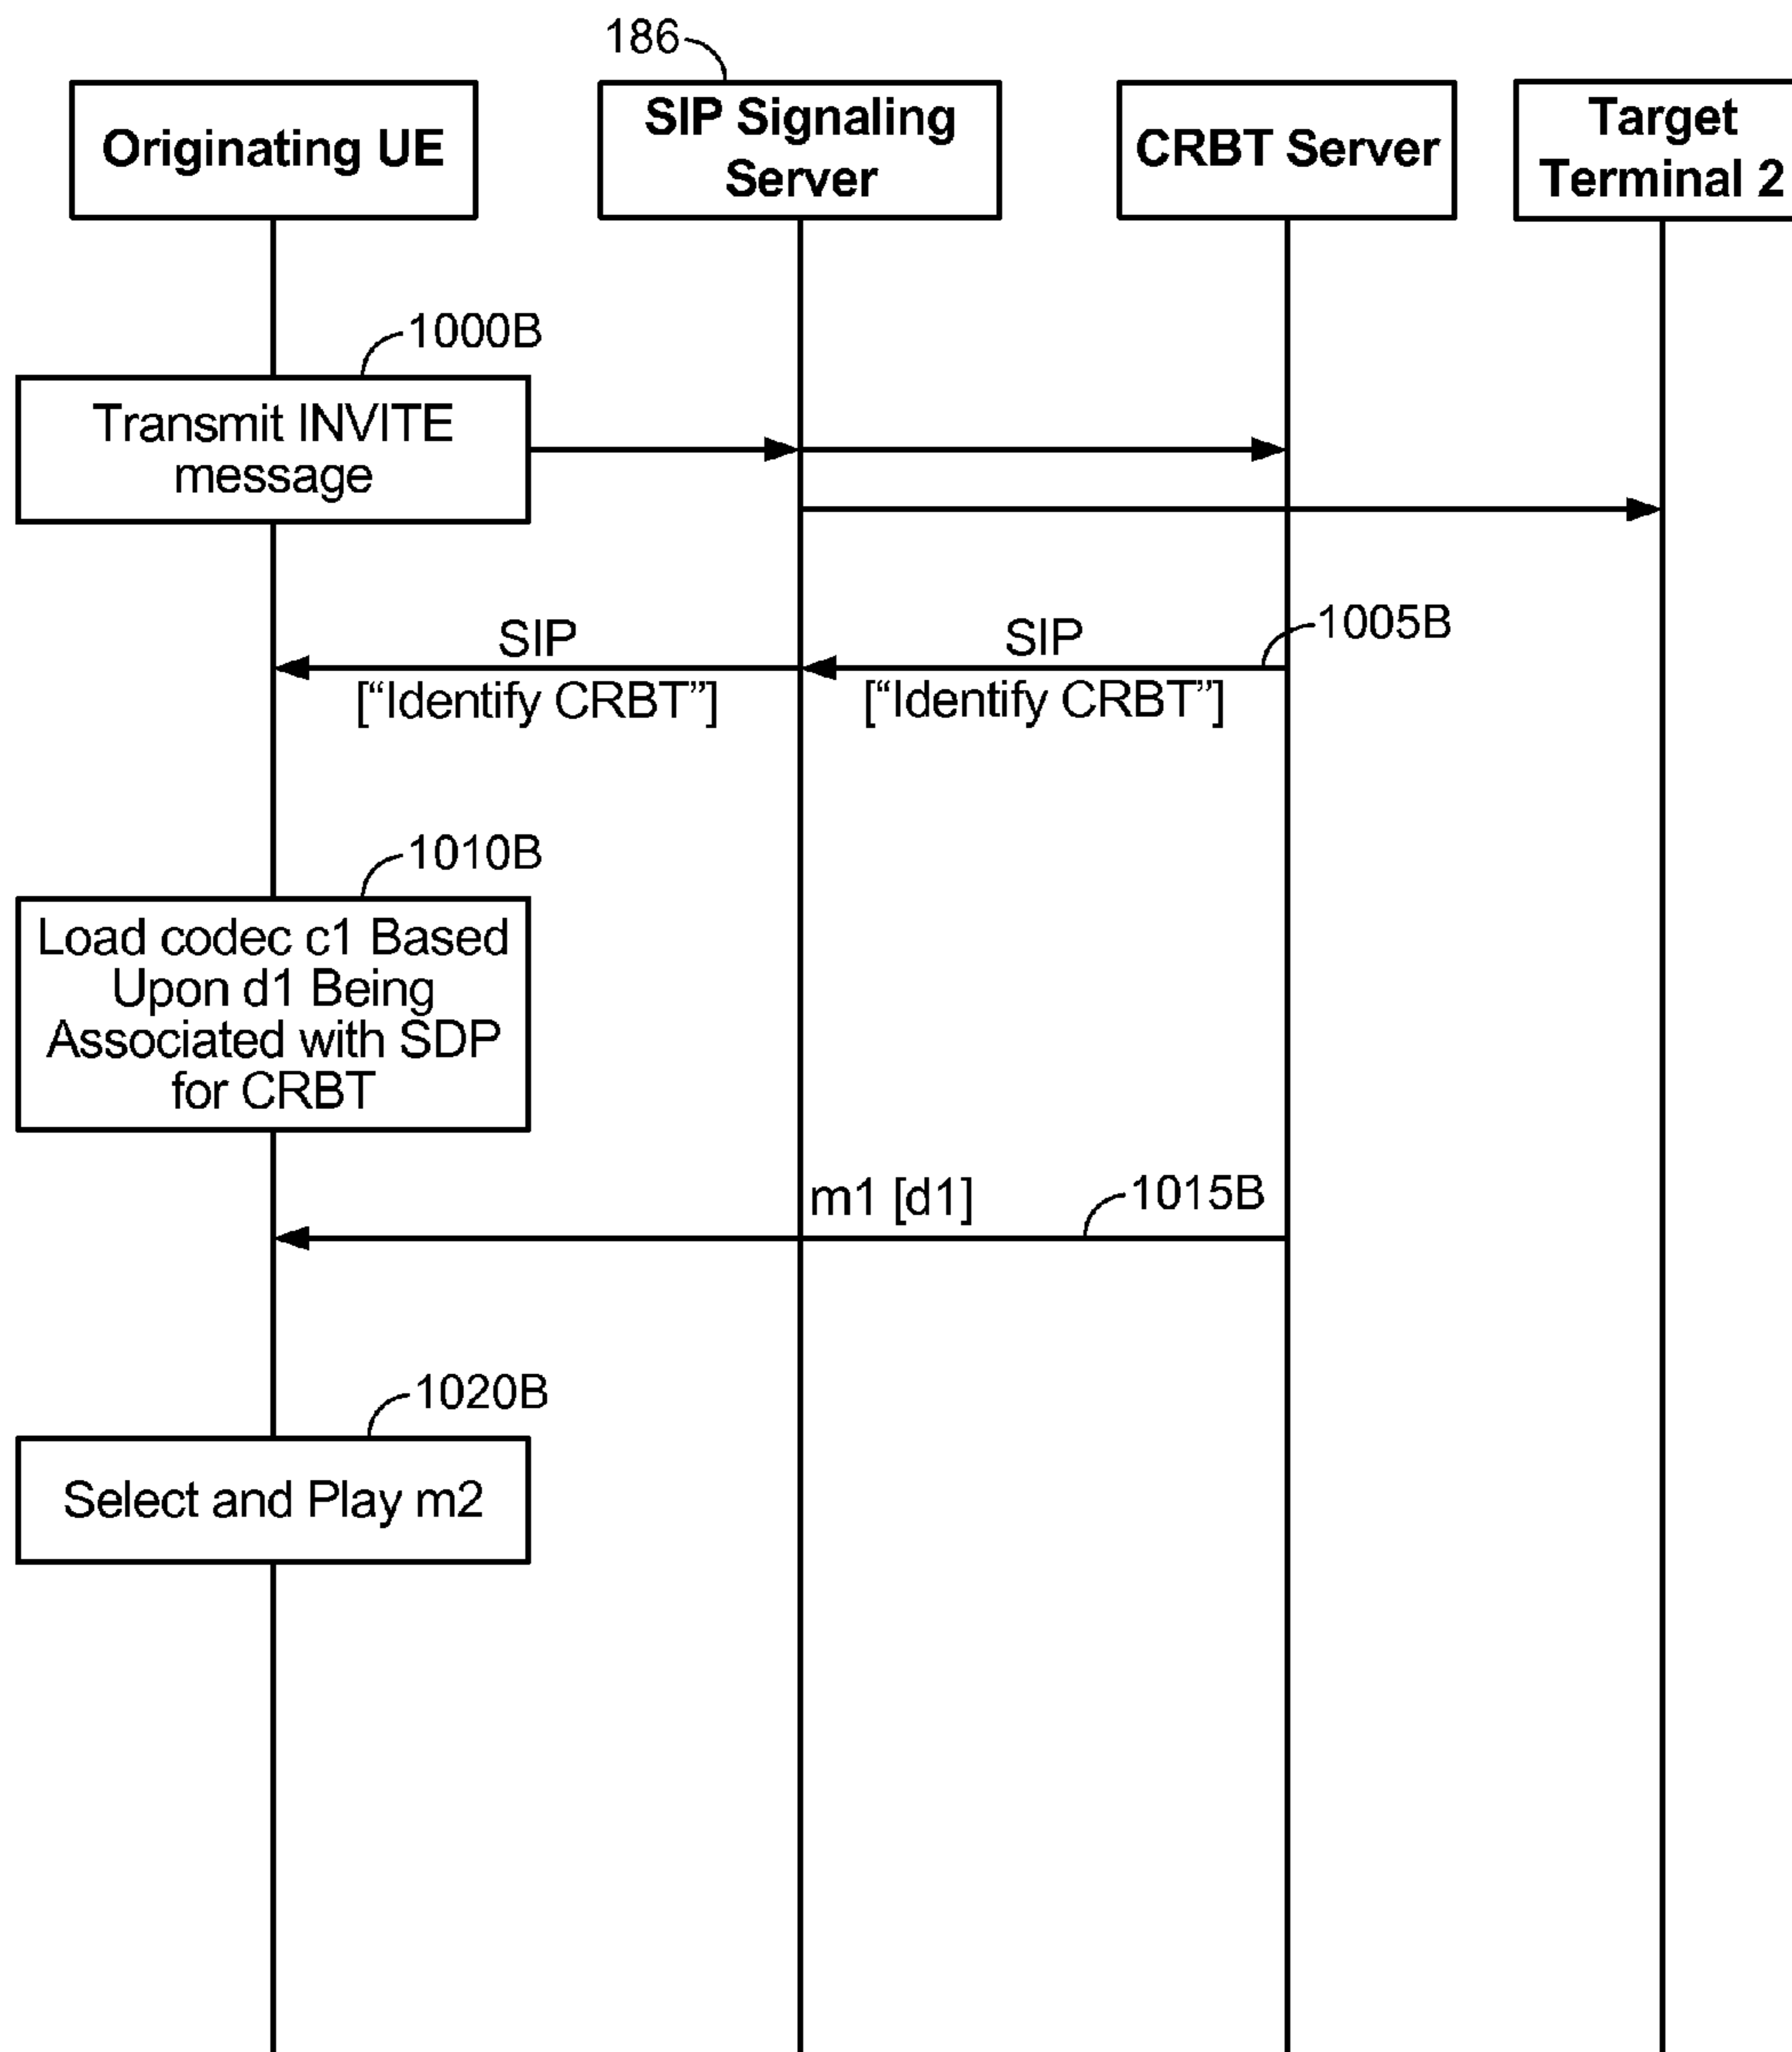 186
Originating UE
SIP Signaling
Server
CRBT Server
Target
Terminal 2
1000B
Transmit INVITE
message
1005B
SIP
SIP
[“Identify CRBT”]
[“Identify CRBT”]
1010B
Load codec c1 Based
Upon d1 Being
Associated with SDP
for CRBT
m1 [d1]
1015B
1020B
Select and Play m2